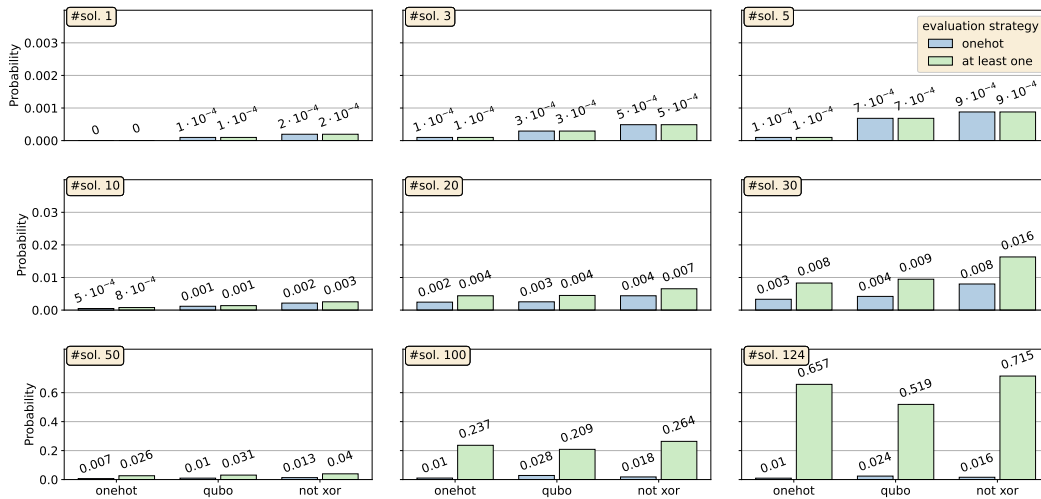 #sol. 1
#sol. 3
#sol. 5
evaluation strategy
onehot
at least one
Probability
0.003
0.002
0.001
0.000
0
0
1·10⁻⁴
1·10⁻⁴
2·10⁻⁴
2·10⁻⁴
1·10⁻⁴
1·10⁻⁴
3·10⁻⁴
3·10⁻⁴
5·10⁻⁴
5·10⁻⁴
1·10⁻⁴
1·10⁻⁴
7·10⁻⁴
7·10⁻⁴
9·10⁻⁴
9·10⁻⁴
#sol. 10
#sol. 20
#sol. 30
Probability
0.03
0.02
0.01
0.00
5·10⁻⁴
8·10⁻⁴
0.001
0.001
0.002
0.003
0.002
0.004
0.003
0.004
0.004
0.007
0.003
0.008
0.004
0.009
0.008
0.016
#sol. 50
#sol. 100
#sol. 124
Probability
0.6
0.4
0.2
0.0
0.007
0.026
0.01
0.031
0.013
0.04
0.01
0.237
0.028
0.209
0.018
0.264
0.01
0.657
0.024
0.519
0.016
0.715
onehot
qubo
not xor
onehot
qubo
not xor
onehot
qubo
not xor